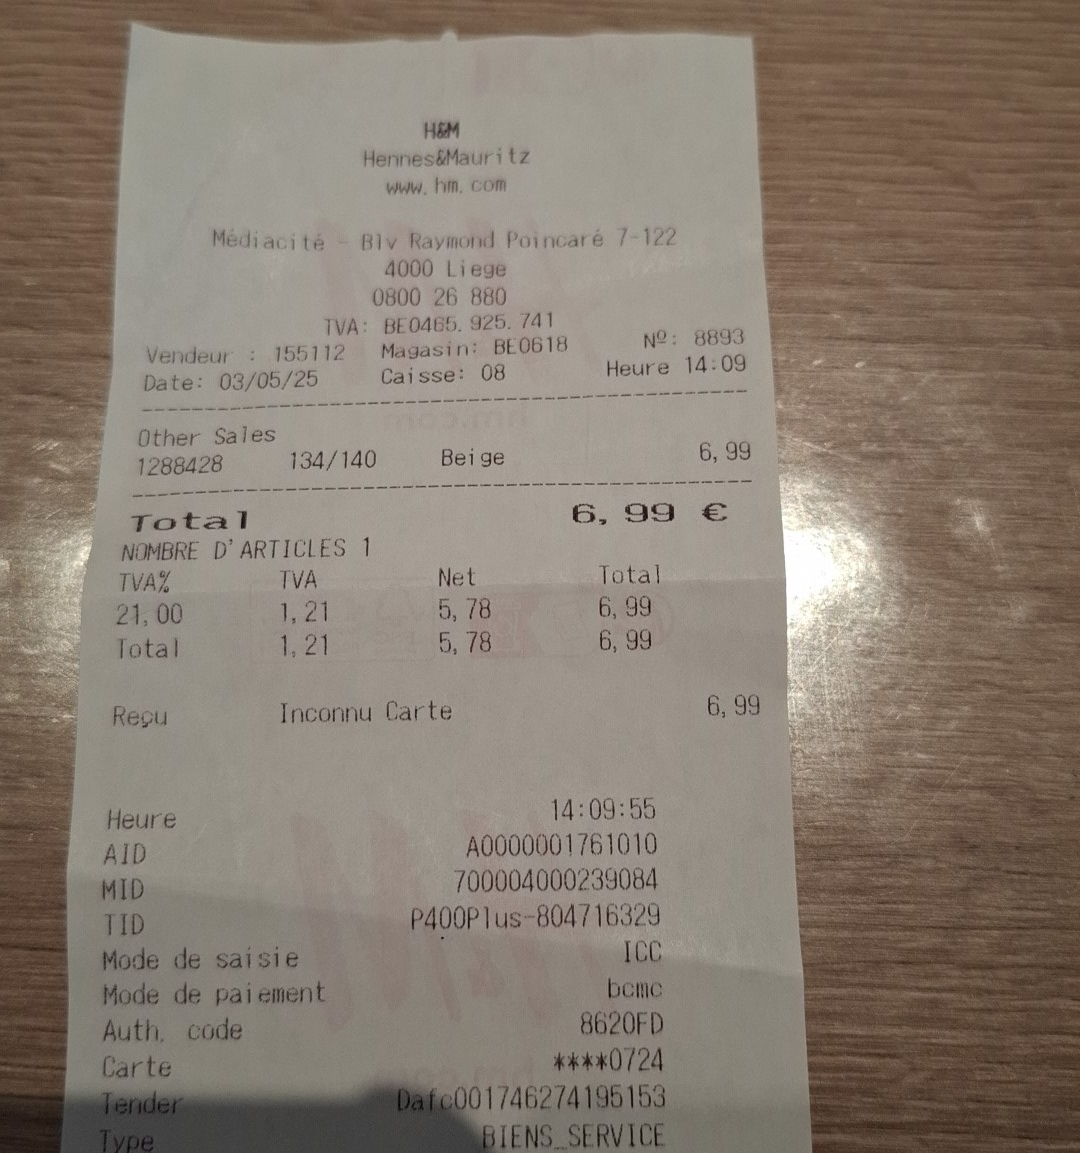 H&M
Hennes&Mauritz
www.hm.com
Médiacité - Blv Raymond Poincaré 7-122
4000 Liege
0800 26 880
TVA: BE0465.925.741
Vendeur : 155112 Magasin: BE0618 Nº: 8893
Date: 03/05/25 Caisse: 08 Heure 14:09
Other Sales
1288428 134/140 Beige 6,99
Total 6,99 €
NOMBRE D'ARTICLES 1
TVA% TVA Net Total
21,00 1,21 5,78 6,99
Total 1,21 5,78 6,99
Reçu Inconnu Carte 6,99
Heure 14:09:55
AID A0000001761010
MID 700004000239084
TID P400Plus-804716329
Mode de saisie ICC
Mode de paiement bcmc
Auth. code 8620FD
Carte ****0724
Tender Dafc001746274195153
Type BIENS_SERVICE